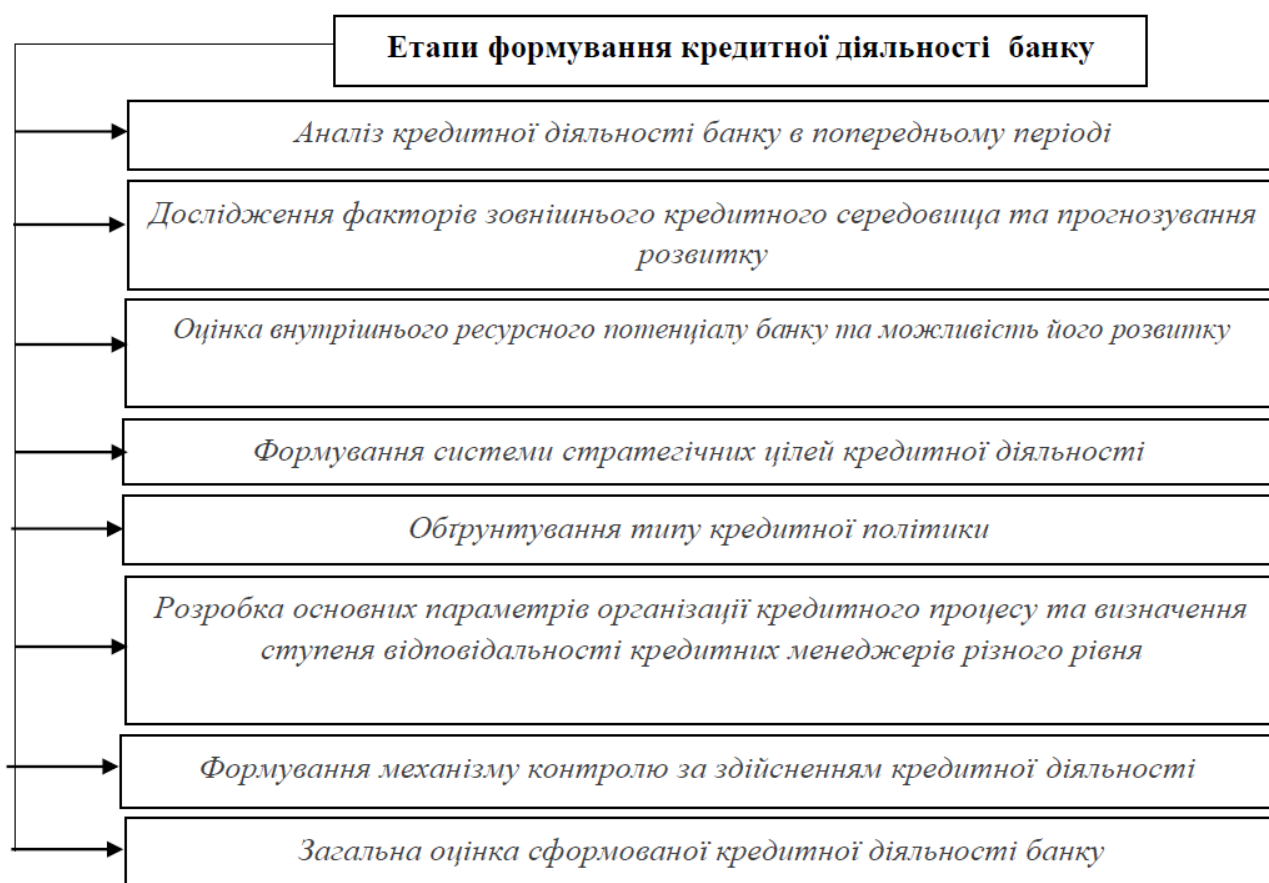 Етапи формування кредитної діяльності банку
Аналіз кредитної діяльності банку в попередньому періоді
Дослідження факторів зовнішнього кредитного середовища та прогнозування
розвитку
Оцінка внутрішнього ресурсного потенціалу банку та можливість його розвитку
Формування системи стратегічних цілей кредитної діяльності
Обґрунтування типу кредитної політики
Розробка основних параметрів організації кредитного процесу та визначення
ступеня відповідальності кредитних менеджерів різного рівня
Формування механізму контролю за здійсненням кредитної діяльності
Загальна оцінка сформованої кредитної діяльності банку